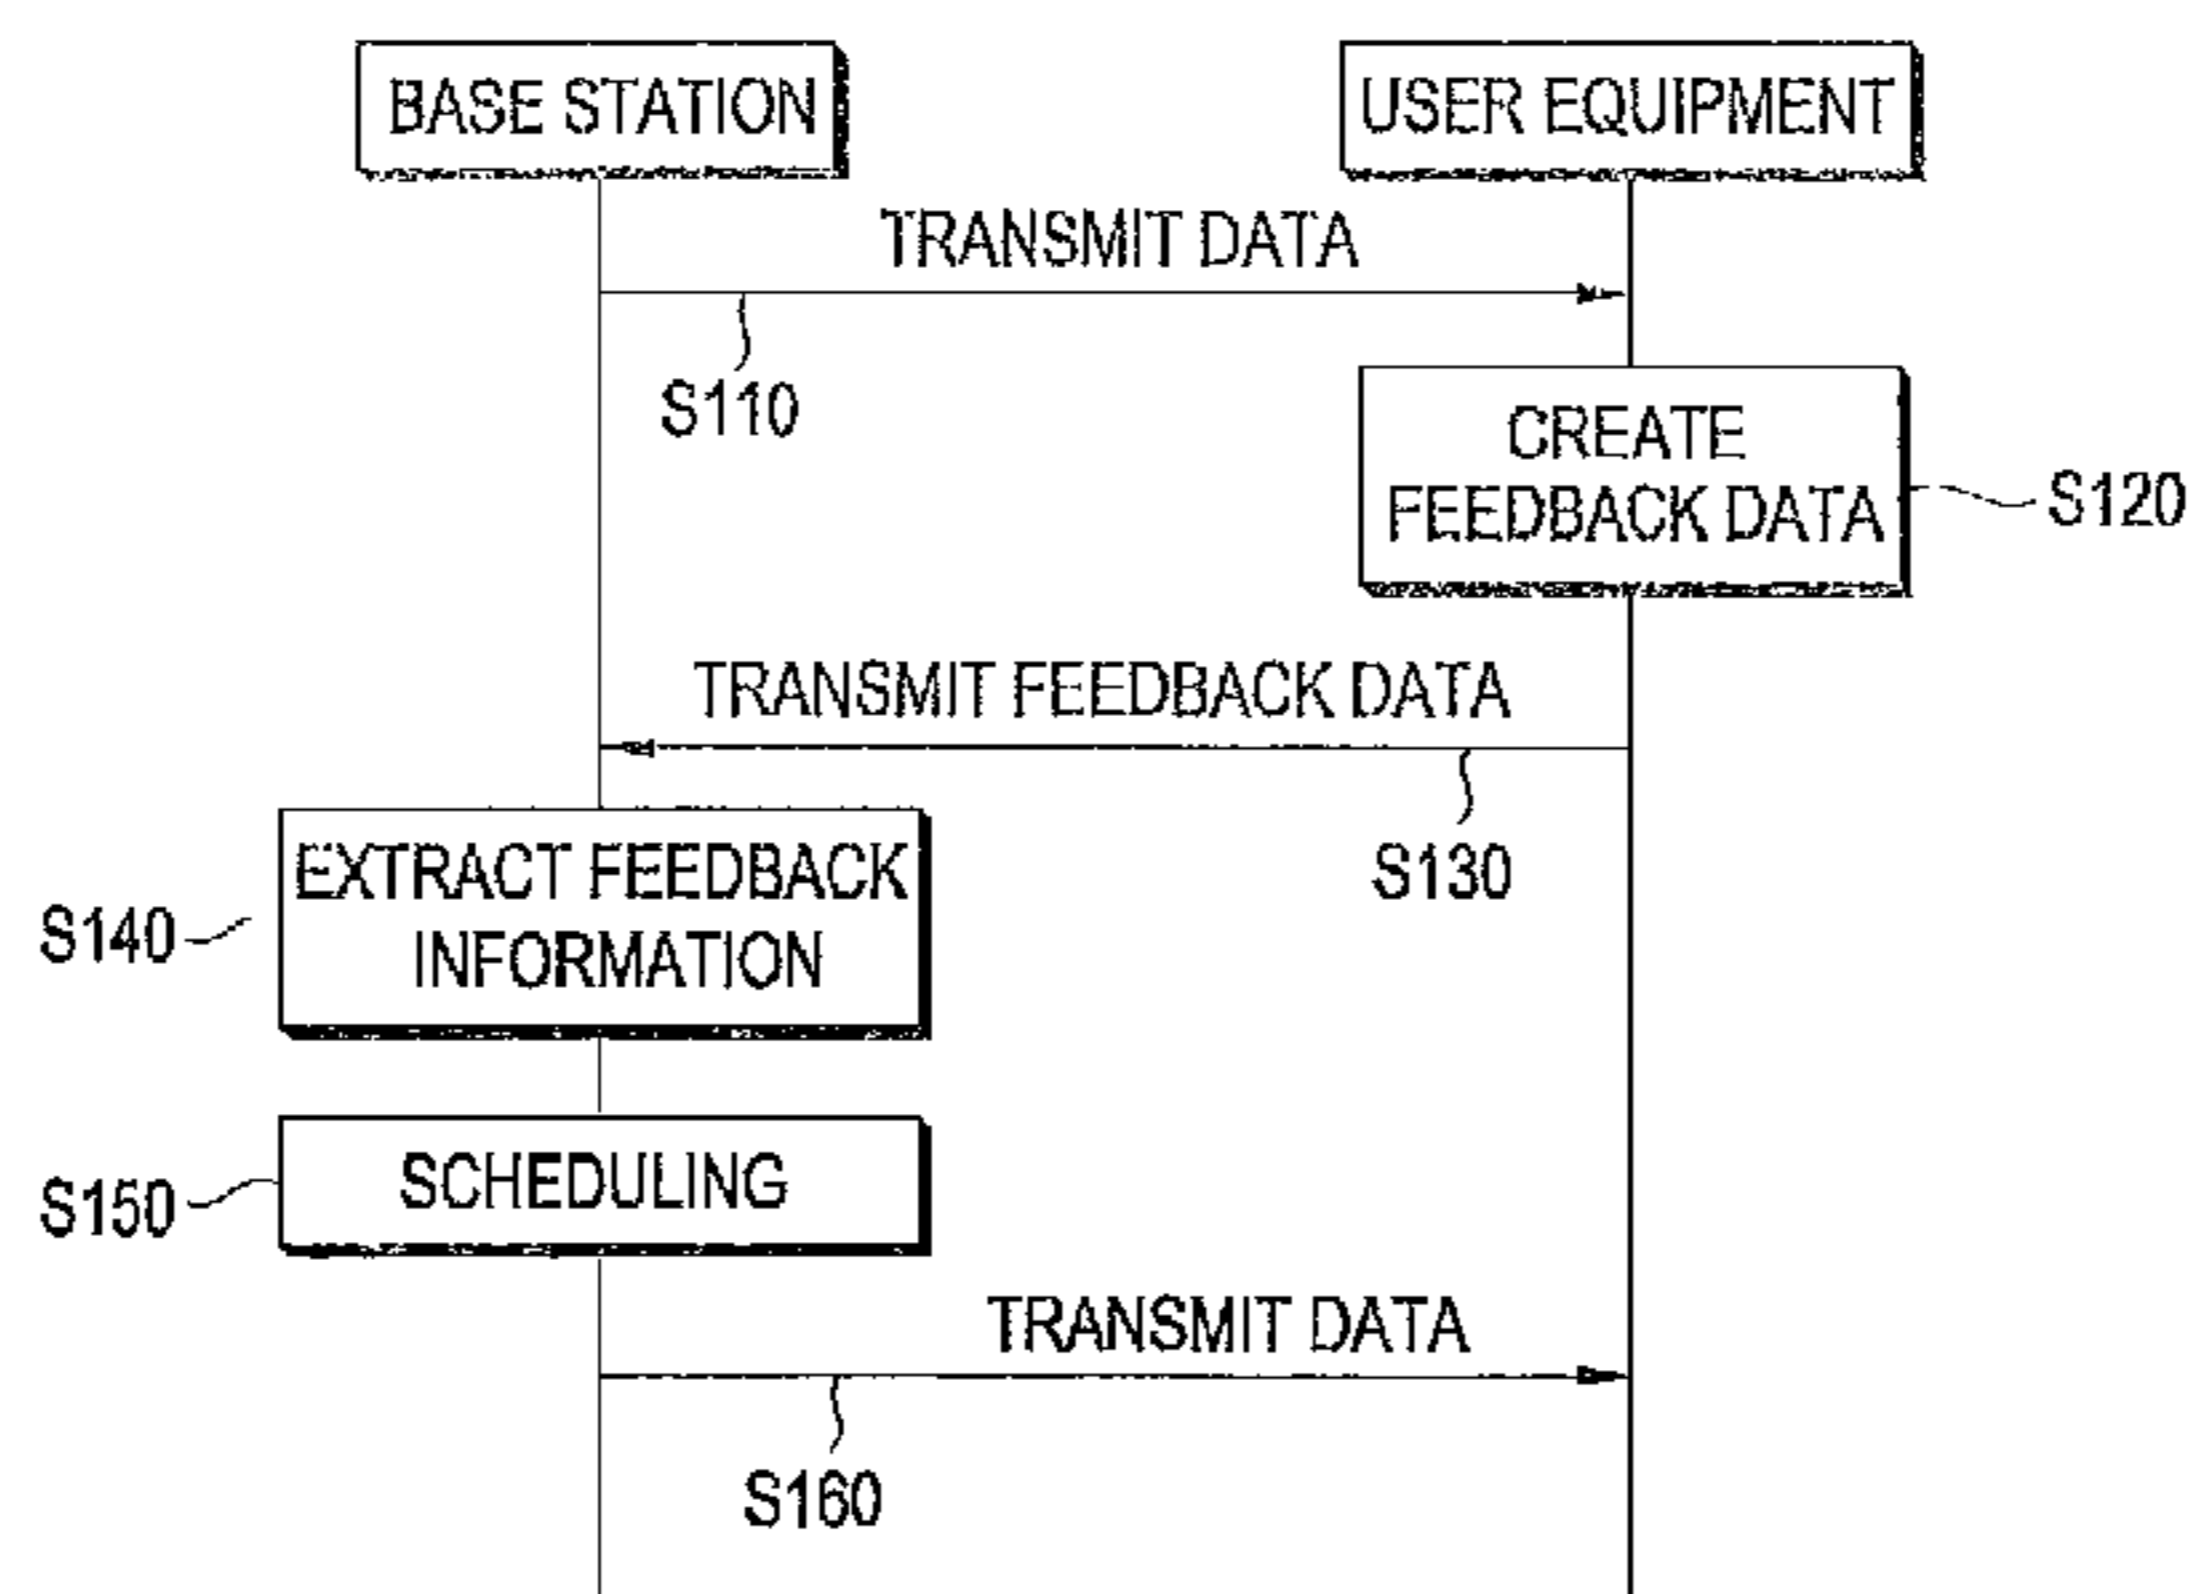 BASE STATION
USER EQUIPMENT
TRANSMIT DATA
S110
CREATE
FEEDBACK DATA
S120
TRANSMIT FEEDBACK DATA
S130
EXTRACT FEEDBACK
INFORMATION
S140
SCHEDULING
S150
TRANSMIT DATA
S160